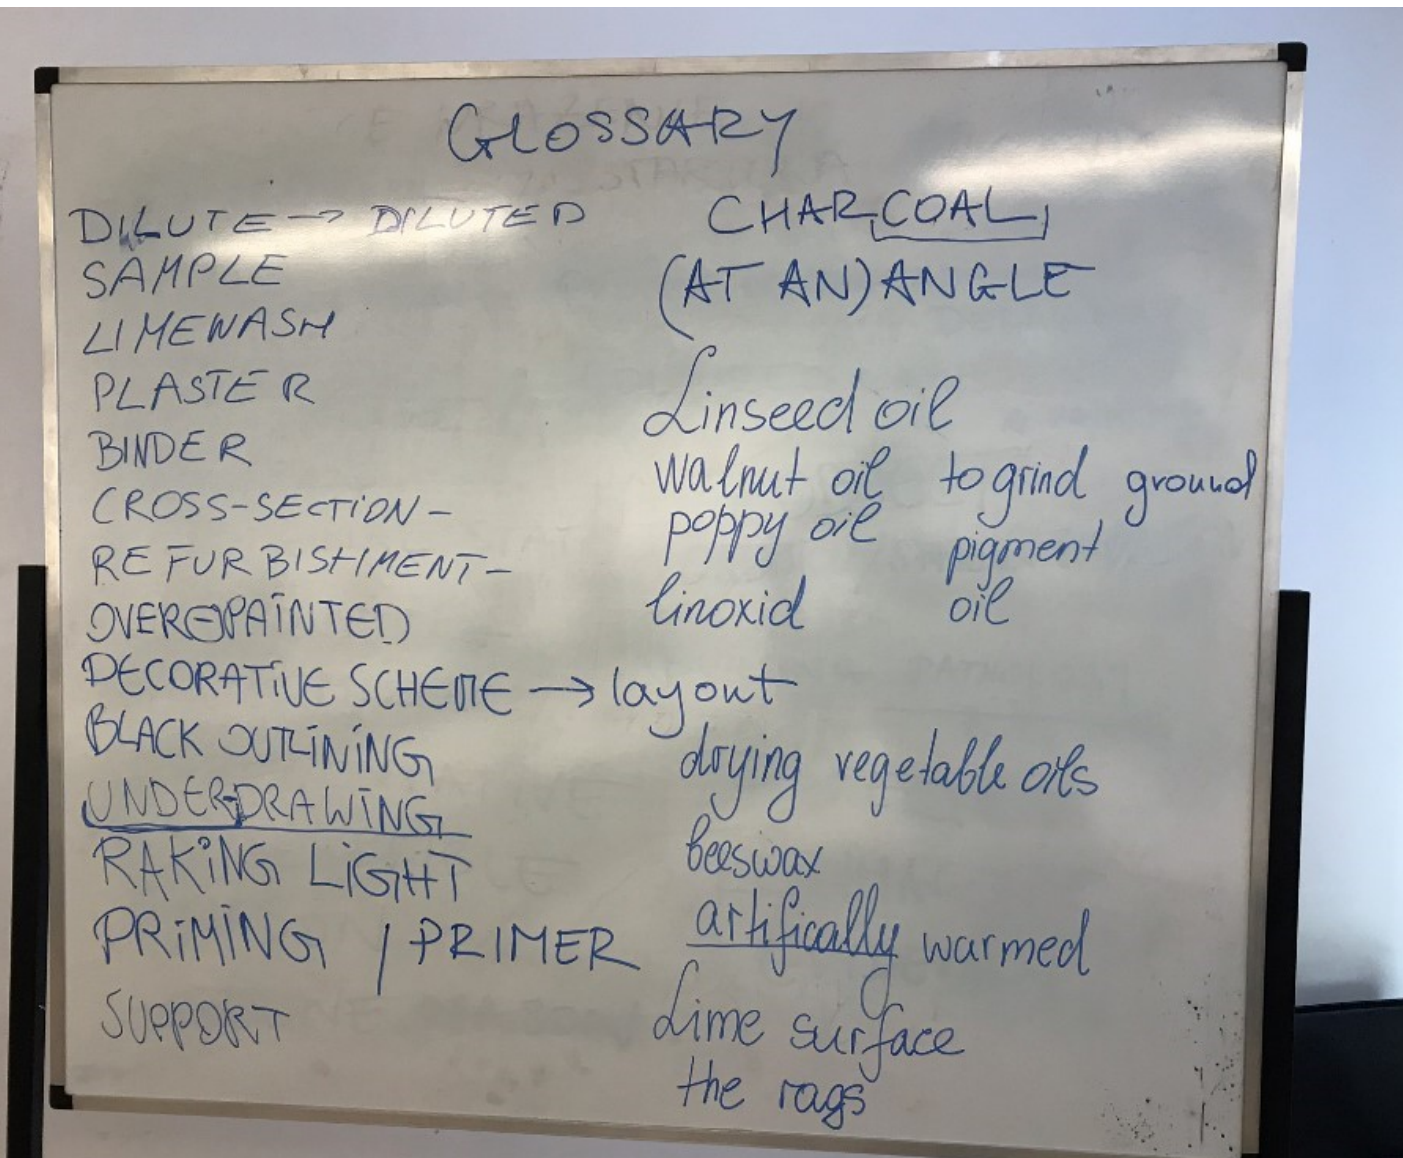 GLOSSARY
DILUTE → DILUTED
SAMPLE
LIMEWASH
PLASTER
BINDER
CROSS-SECTION -
REFURBISHMENT -
OVERPAINTED
DECORATIVE SCHEME → layout
BLACK OUTLINING
UNDERDRAWING
RAKING LIGHT
PRIMING / PRIMER
SUPPORT
CHARCOAL
(AT AN) ANGLE
Linseed oil
walnut oil
poppy oil
linoxid
to grind ground
pigment
oil
drying vegetable oils
beeswax
artifically warmed
Lime surface
the rags